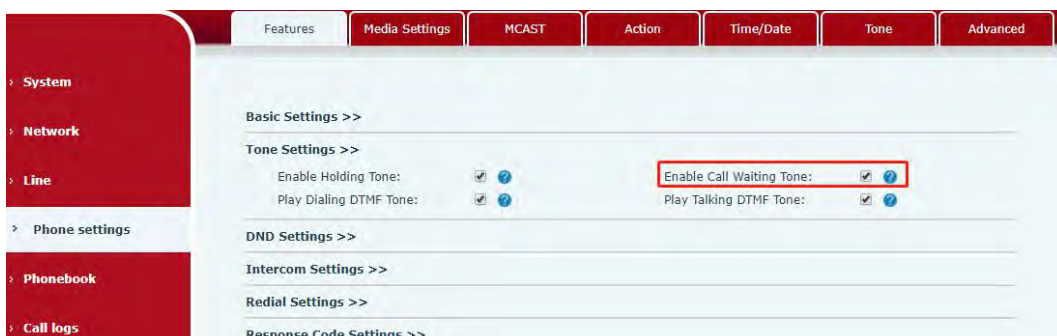 Features Media Settings MCAST Action Time/Date Tone Advanced
› System
› Network
› Line
› Phone settings
› Phonebook
› Call logs
Basic Settings >>
Tone Settings >>
Enable Holding Tone: ? Enable Call Waiting Tone: ?
Play Dialing DTMF Tone: ? Play Talking DTMF Tone: ?
DND Settings >>
Intercom Settings >>
Redial Settings >>
Response Code Settings >>